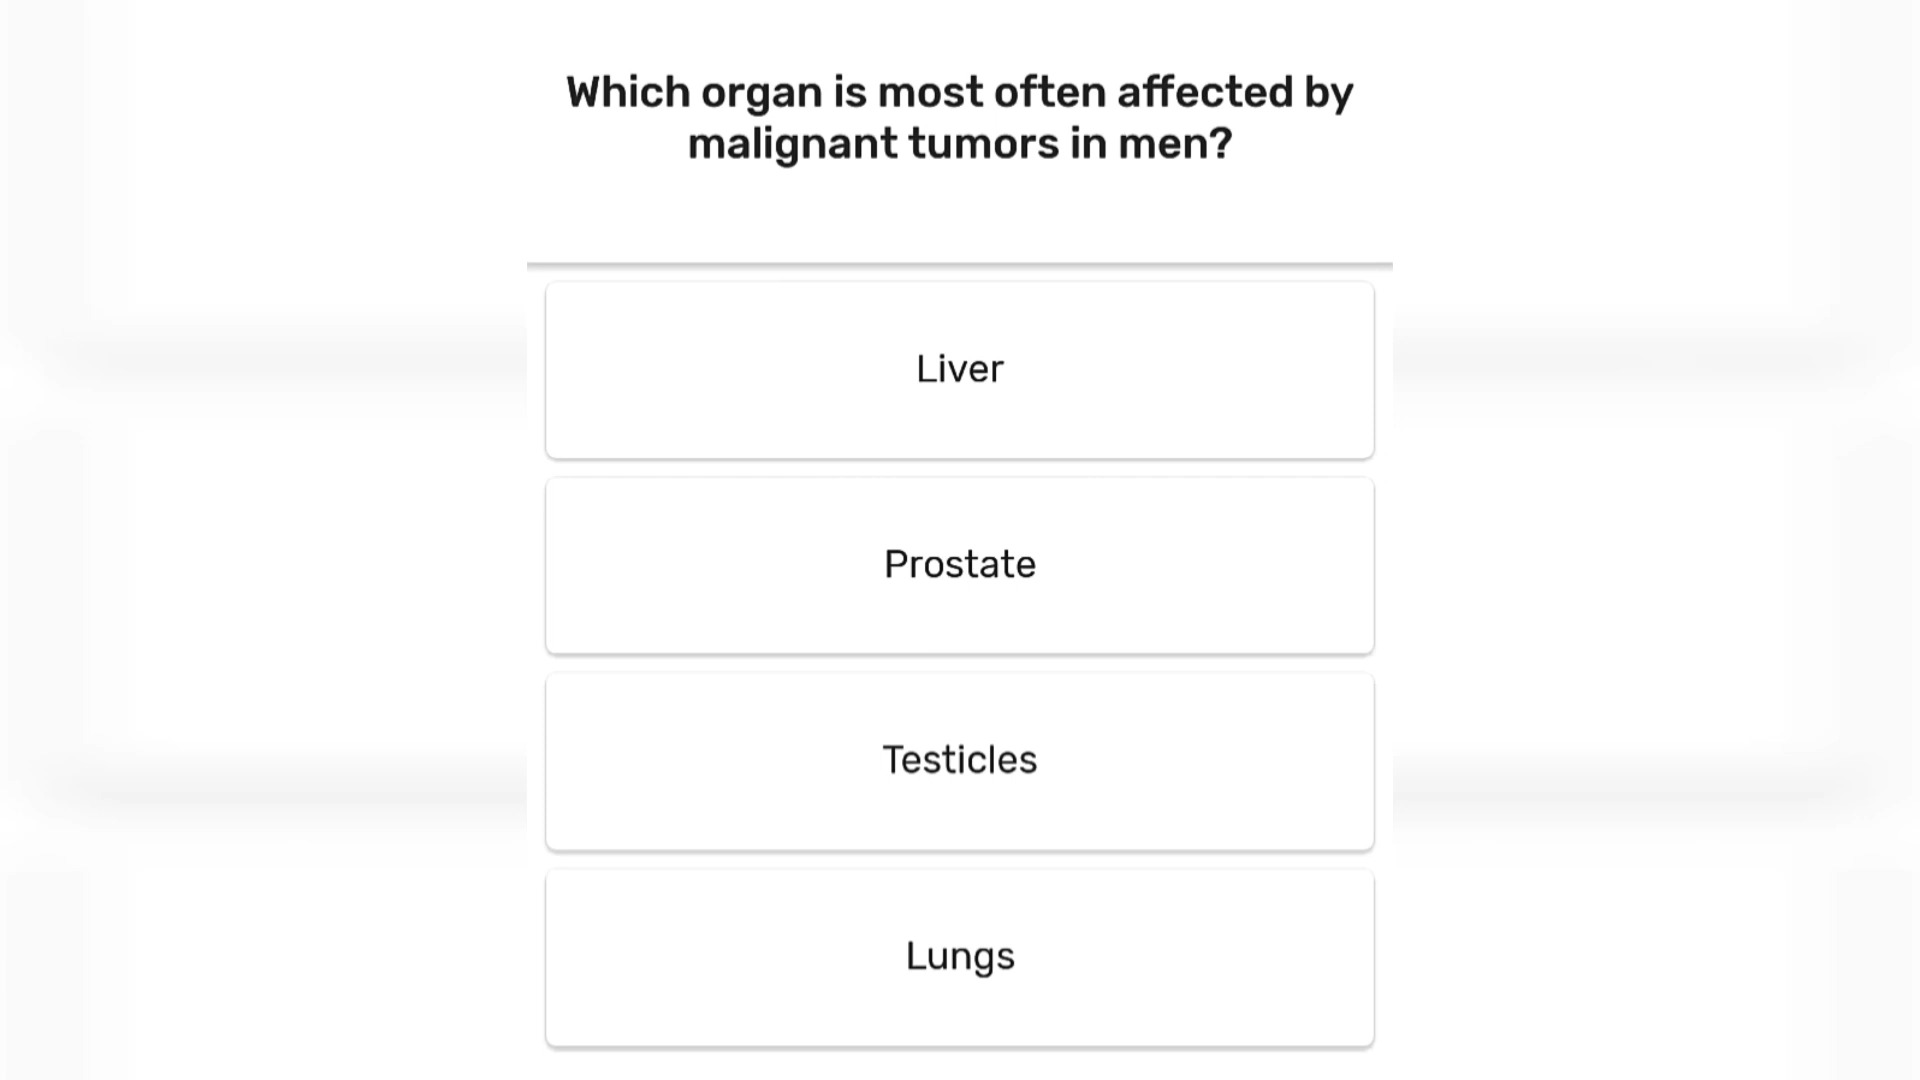 Which organ is most often affected by
malignant tumors in men?
Liver
Prostate
Testicles
Lungs